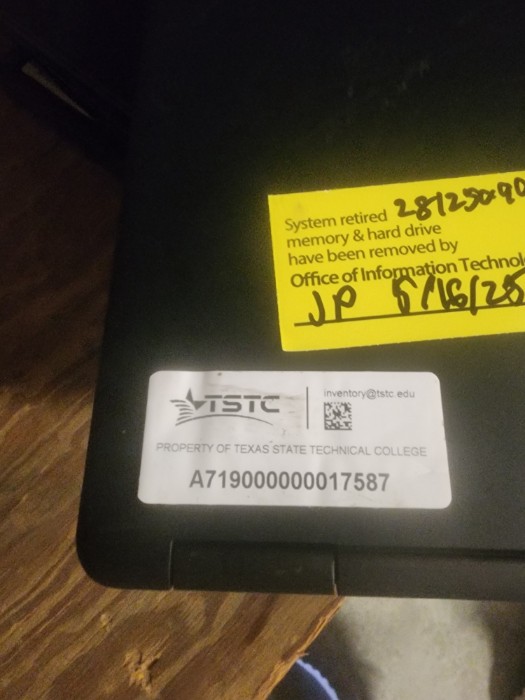 System retired
memory & hard drive
have been removed by
Office of Information Technol
JP 5/16/25
TSTC
inventory@tstc.edu
PROPERTY OF TEXAS STATE TECHNICAL COLLEGE
A719000000017587